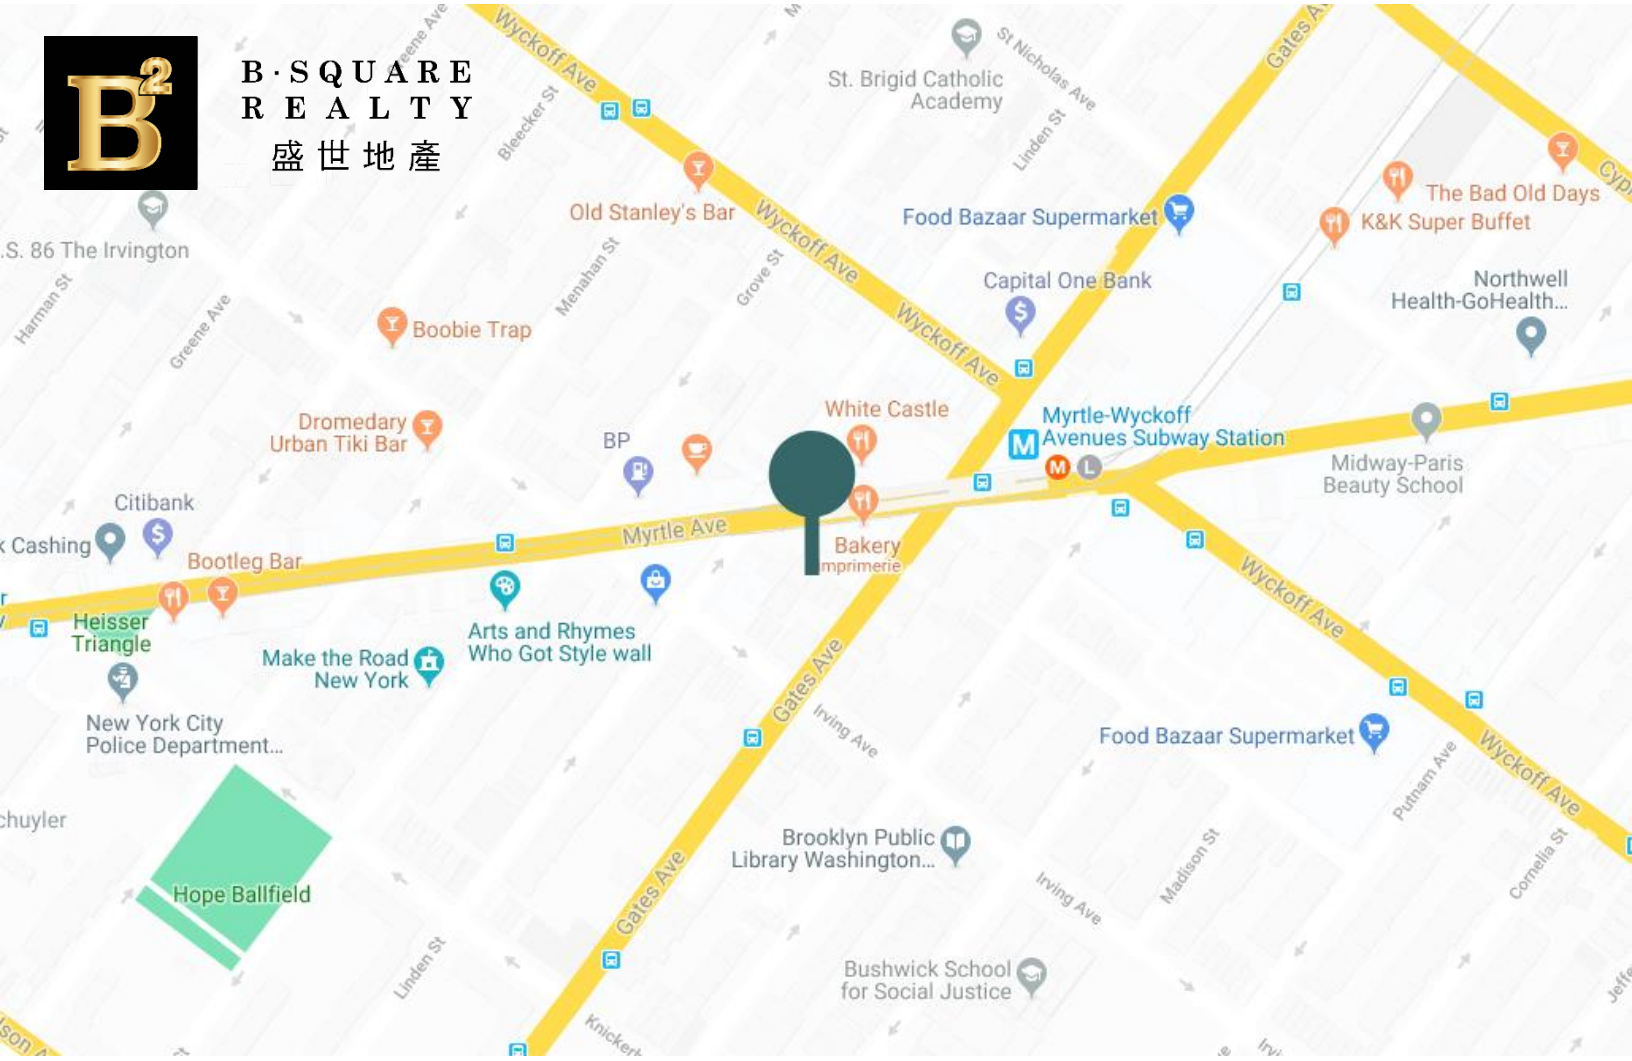 B²
B·SQUARE
REALTY
盛世地產
Greene Ave
Wyckoff Ave
Bleecker St
St. Brigid Catholic
Academy
St Nicholas Ave
Linden St
Gates Av
The Bad Old Days
K&K Super Buffet
Old Stanley's Bar
Wyckoff Ave
Food Bazaar Supermarket
.S. 86 The Irvington
Harman St
Greene Ave
Menahan St
Grove St
Capital One Bank
Northwell
Health-GoHealth...
Boobie Trap
Wyckoff Ave
White Castle
Dromedary
Urban Tiki Bar
BP
Myrtle-Wyckoff
Avenues Subway Station
M
M
L
Midway-Paris
Beauty School
Citibank
k Cashing
Bootleg Bar
Myrtle Ave
Bakery
mprimerie
Heisser
Triangle
Arts and Rhymes
Who Got Style wall
Make the Road
New York
New York City
Police Department...
Gates Ave
Irving Ave
Wyckoff Ave
Food Bazaar Supermarket
Putnam Ave
Wyckoff Ave
chuyler
Hope Ballfield
Brooklyn Public
Library Washington...
Gates Ave
Irving Ave
Madison St
Cornelia St
Linden St
Bushwick School
for Social Justice
Knickerb